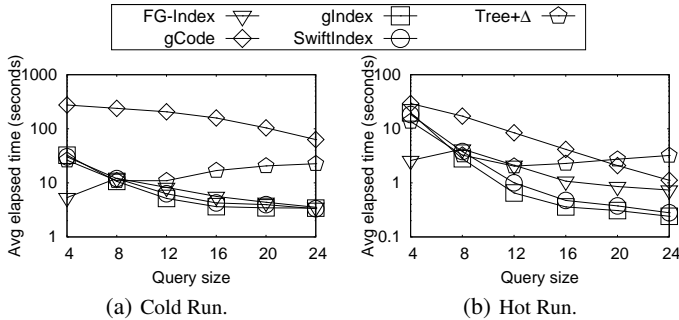 FG-Index gIndex Tree+Δ
gCode SwiftIndex
Avg elapsed time (seconds)
1000
100
10
1
4 8 12 16 20 24
Query size
(a) Cold Run.
Avg elapsed time (seconds)
100
10
1
0.1
4 8 12 16 20 24
Query size
(b) Hot Run.